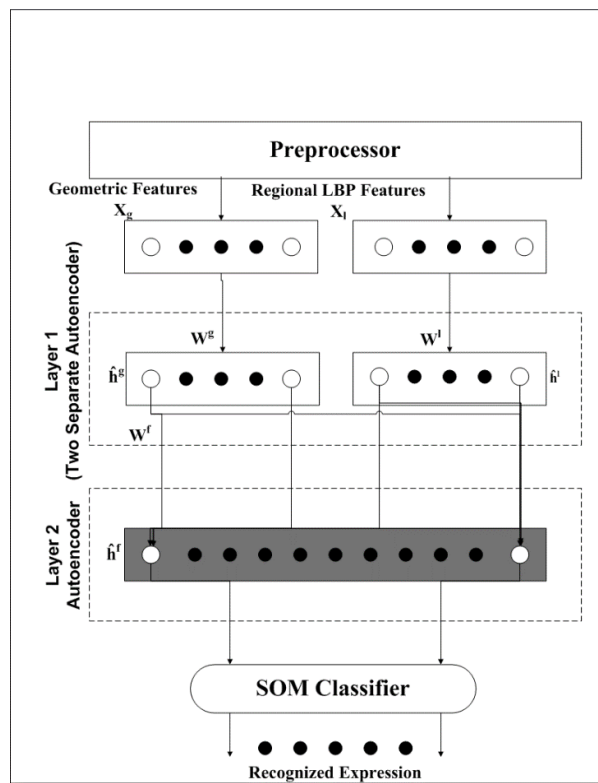 Preprocessor
Geometric Features
Regional LBP Features
Xg
Xl
Layer 1
(Two Separate Autoencoder)
Wg
Wl
ĥg
ĥl
Wf
Layer 2
Autoencoder
ĥf
SOM Classifier
Recognized Expression